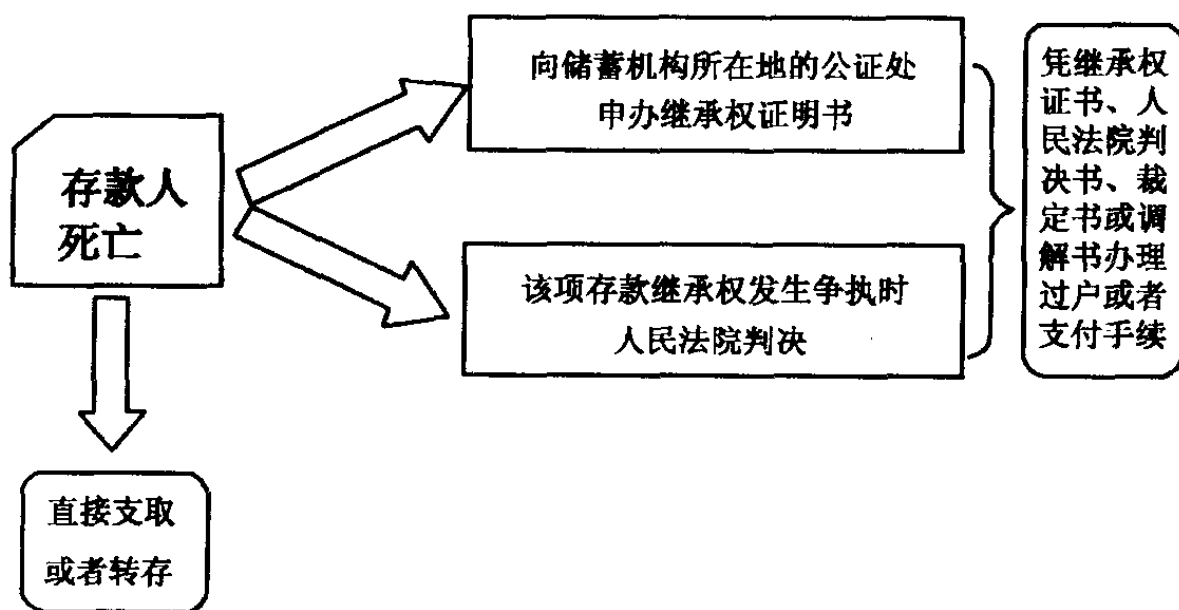 存款人
死亡
向储蓄机构所在地的公证处
申办继承权证明书
该项存款继承权发生争执时
人民法院判决
凭继承权
证书、人
民法院判
决书、裁
定书或调
解书办理
过户或者
支付手续
直接支取
或者转存